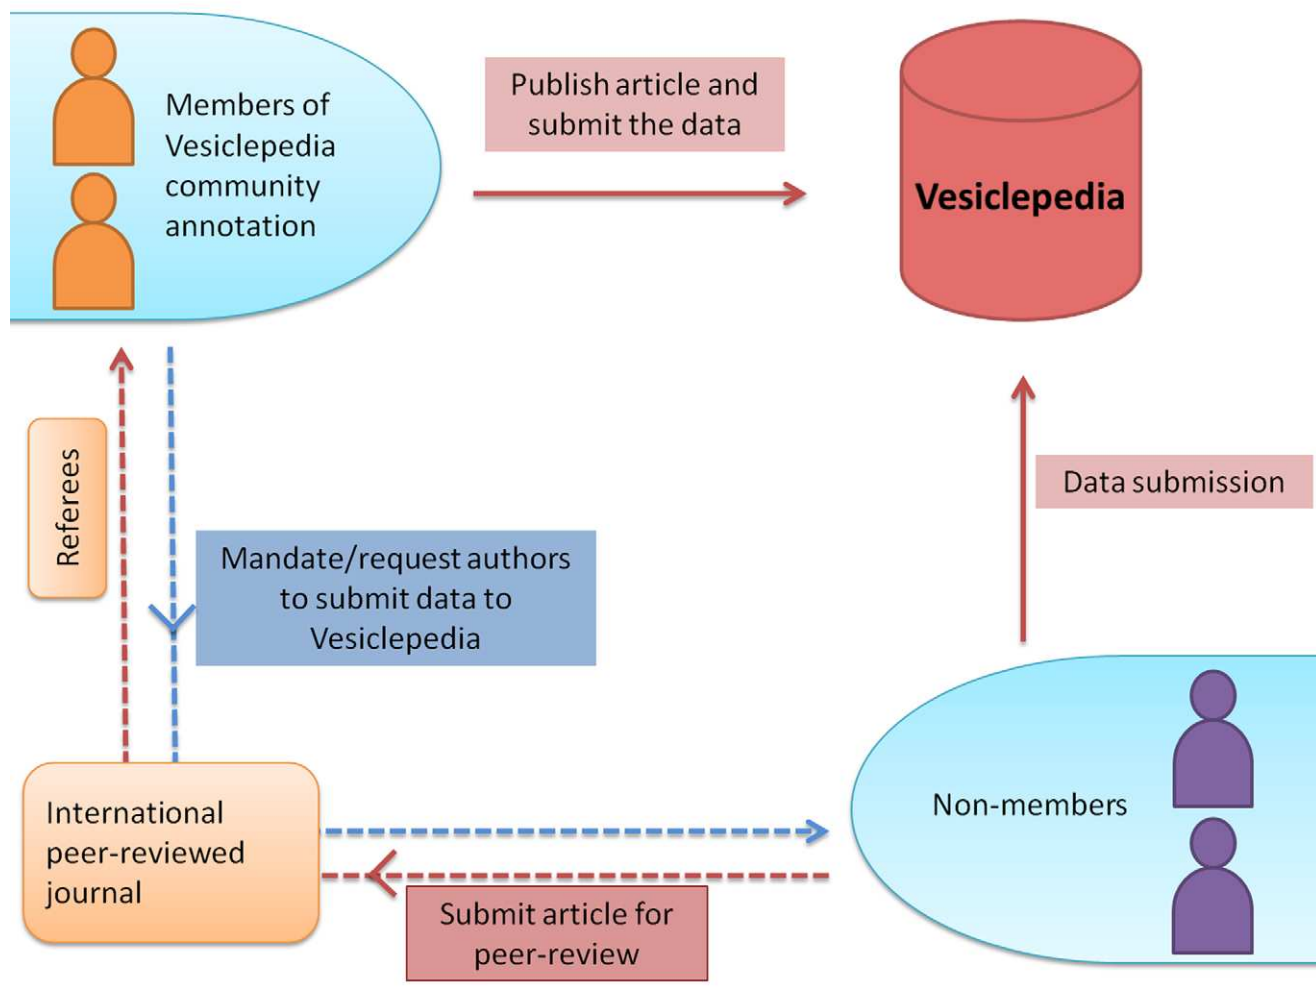 Members of
Vesiclepedia
community
annotation
Publish article and
submit the data
Vesiclepedia
Referees
Mandate/request authors
to submit data to
Vesiclepedia
Data submission
International
peer-reviewed
journal
Non-members
Submit article for
peer-review